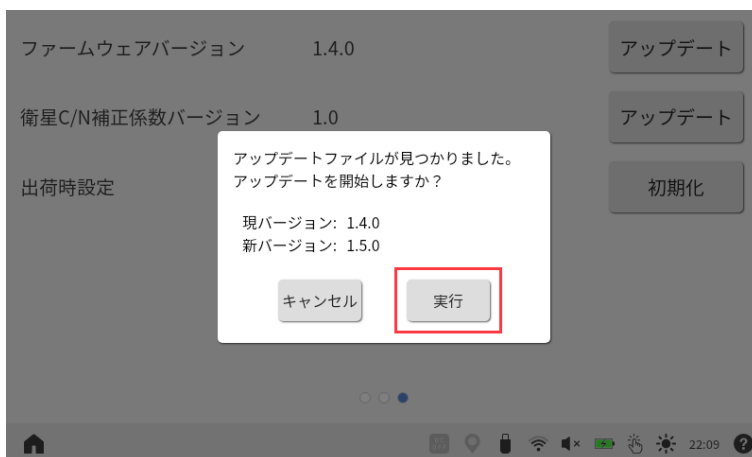 ファームウェアバージョン 1.4.0 アップデート
衛星C/N補正係数バージョン 1.0 アップデート
アップデートファイルが見つかりました。
アップデートを開始しますか？
出荷時設定 初期化
現バージョン: 1.4.0
新バージョン: 1.5.0
キャンセル 実行
22:09
?